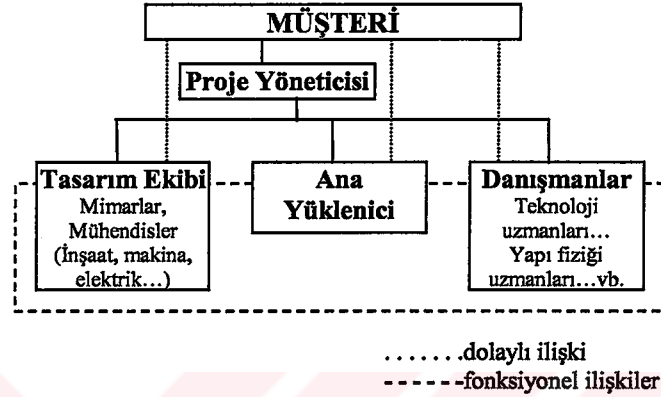 MÜŞTERİ
Proje Yöneticisi
Tasarım Ekibi
Mimarlar,
Mühendisler
(İnşaat, makina,
elektrik...)
Ana
Yüklenici
Danışmanlar
Teknoloji
uzmanları...
Yapı fiziği
uzmanları...vb.
.......dolaylı ilişki
------fonksiyonel ilişkiler